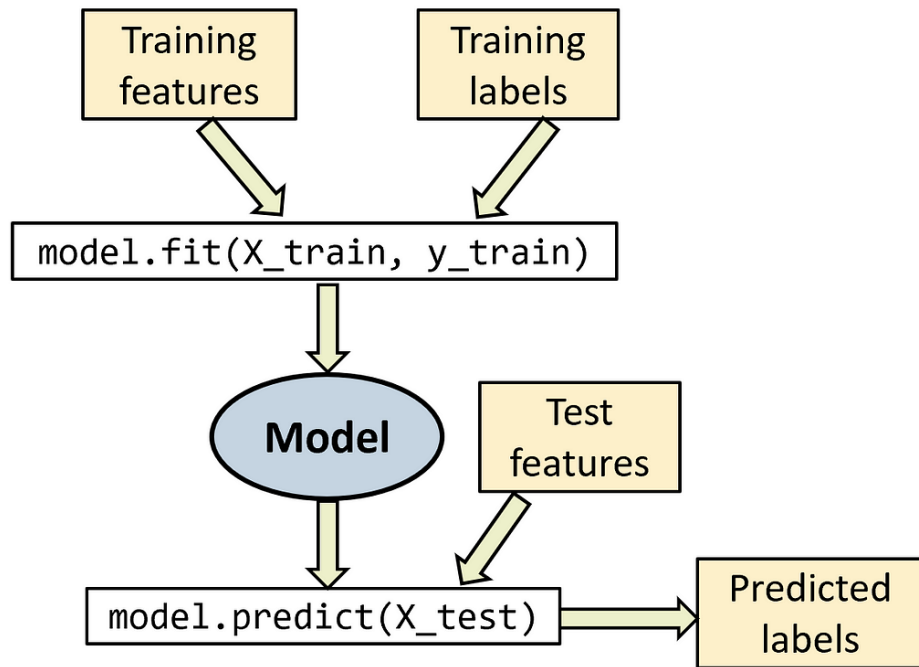 Training
features
Training
labels
model.fit(X_train, y_train)
Model
Test
features
model.predict(X_test)
Predicted
labels